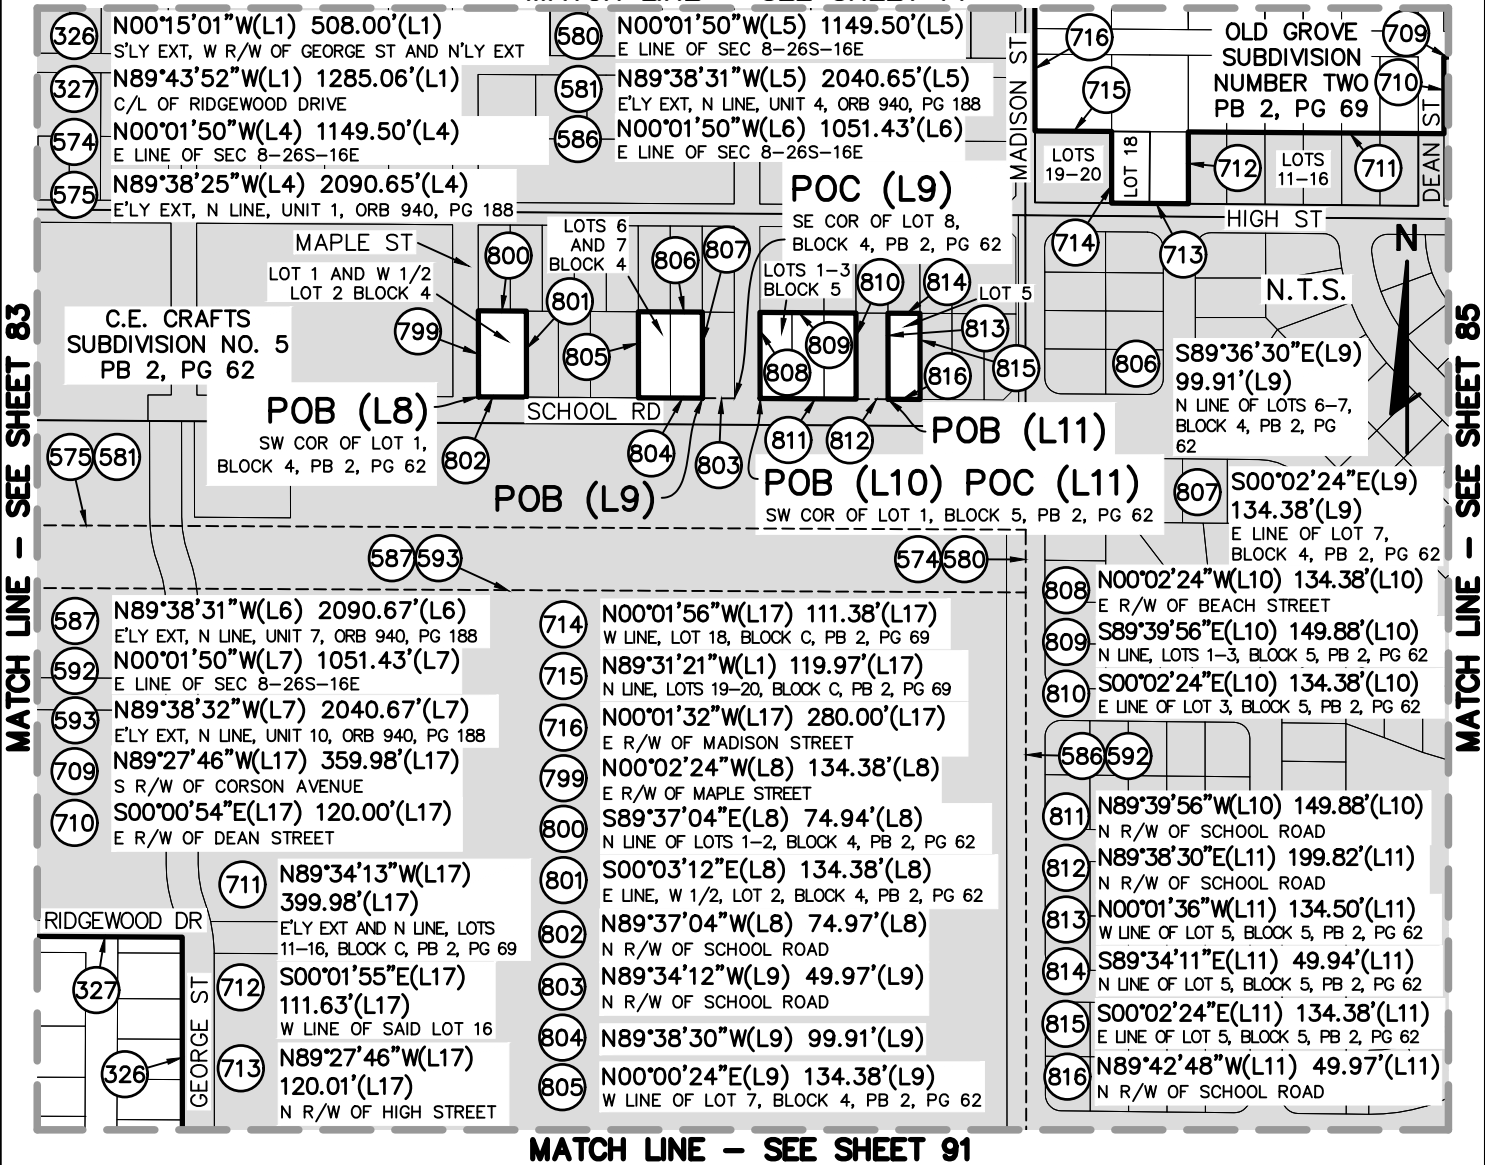 326
N00°15'01"W(L1) 508.00'(L1)
S'LY EXT, W R/W OF GEORGE ST AND N'LY EXT
327
N89°43'52"W(L1) 1285.06'(L1)
C/L OF RIDGEWOOD DRIVE
574
N00°01'50"W(L4) 1149.50'(L4)
E LINE OF SEC 8-26S-16E
575
N89°38'25"W(L4) 2090.65'(L4)
E'LY EXT, N LINE, UNIT 1, ORB 940, PG 188
580
N00°01'50"W(L5) 1149.50'(L5)
E LINE OF SEC 8-26S-16E
581
N89°38'31"W(L5) 2040.65'(L5)
E'LY EXT, N LINE, UNIT 4, ORB 940, PG 188
586
N00°01'50"W(L6) 1051.43'(L6)
E LINE OF SEC 8-26S-16E
MADISON ST
716
715
OLD GROVE
SUBDIVISION
NUMBER TWO
PB 2, PG 69
709
710
DEAN ST
LOTS
19-20
LOT 18
712
LOTS
11-16
711
HIGH ST
714
713
N
N.T.S.
MAPLE ST
LOT 1 AND W 1/2
LOT 2 BLOCK 4
800
LOTS 6
AND 7
BLOCK 4
806
807
801
799
805
POC (L9)
SE COR OF LOT 8,
BLOCK 4, PB 2, PG 62
LOTS 1-3
BLOCK 5
810
814
LOT 5
813
809
808
815
816
806
S89°36'30"E(L9)
99.91'(L9)
N LINE OF LOTS 6-7,
BLOCK 4, PB 2, PG
62
C.E. CRAFTS
SUBDIVISION NO. 5
PB 2, PG 62
POB (L8)
SW COR OF LOT 1,
BLOCK 4, PB 2, PG 62
802
SCHOOL RD
804
803
811
812
POB (L11)
POB (L9)
POB (L10) POC (L11)
SW COR OF LOT 1, BLOCK 5, PB 2, PG 62
807
S00°02'24"E(L9)
134.38'(L9)
E LINE OF LOT 7,
BLOCK 4, PB 2, PG 62
575 581
587 593
574 580
MATCH LINE - SEE SHEET 83
MATCH LINE - SEE SHEET 85
587
N89°38'31"W(L6) 2090.67'(L6)
E'LY EXT, N LINE, UNIT 7, ORB 940, PG 188
592
N00°01'50"W(L7) 1051.43'(L7)
E LINE OF SEC 8-26S-16E
593
N89°38'32"W(L7) 2040.67'(L7)
E'LY EXT, N LINE, UNIT 10, ORB 940, PG 188
709
N89°27'46"W(L17) 359.98'(L17)
S R/W OF CORSON AVENUE
710
S00°00'54"E(L17) 120.00'(L17)
E R/W OF DEAN STREET
711
N89°34'13"W(L17)
399.98'(L17)
E'LY EXT AND N LINE, LOTS
11-16, BLOCK C, PB 2, PG 69
712
S00°01'55"E(L17)
111.63'(L17)
W LINE OF SAID LOT 16
713
N89°27'46"W(L17)
120.01'(L17)
N R/W OF HIGH STREET
RIDGEWOOD DR
327
326
GEORGE ST
714
N00°01'56"W(L17) 111.38'(L17)
W LINE, LOT 18, BLOCK C, PB 2, PG 69
715
N89°31'21"W(L1) 119.97'(L17)
N LINE, LOTS 19-20, BLOCK C, PB 2, PG 69
716
N00°01'32"W(L17) 280.00'(L17)
E R/W OF MADISON STREET
799
N00°02'24"W(L8) 134.38'(L8)
E R/W OF MAPLE STREET
800
S89°37'04"E(L8) 74.94'(L8)
N LINE OF LOTS 1-2, BLOCK 4, PB 2, PG 62
801
S00°03'12"E(L8) 134.38'(L8)
E LINE, W 1/2, LOT 2, BLOCK 4, PB 2, PG 62
802
N89°37'04"W(L8) 74.97'(L8)
N R/W OF SCHOOL ROAD
803
N89°34'12"W(L9) 49.97'(L9)
N R/W OF SCHOOL ROAD
804
N89°38'30"W(L9) 99.91'(L9)
805
N00°00'24"E(L9) 134.38'(L9)
W LINE OF LOT 7, BLOCK 4, PB 2, PG 62
808
N00°02'24"W(L10) 134.38'(L10)
E R/W OF BEACH STREET
809
S89°39'56"E(L10) 149.88'(L10)
N LINE, LOTS 1-3, BLOCK 5, PB 2, PG 62
810
S00°02'24"E(L10) 134.38'(L10)
E LINE OF LOT 3, BLOCK 5, PB 2, PG 62
586 592
811
N89°39'56"W(L10) 149.88'(L10)
N R/W OF SCHOOL ROAD
812
N89°38'30"E(L11) 199.82'(L11)
N R/W OF SCHOOL ROAD
813
N00°01'36"W(L11) 134.50'(L11)
W LINE OF LOT 5, BLOCK 5, PB 2, PG 62
814
S89°34'11"E(L11) 49.94'(L11)
N LINE OF LOT 5, BLOCK 5, PB 2, PG 62
815
S00°02'24"E(L11) 134.38'(L11)
E LINE OF LOT 5, BLOCK 5, PB 2, PG 62
816
N89°42'48"W(L11) 49.97'(L11)
N R/W OF SCHOOL ROAD
MATCH LINE - SEE SHEET 91